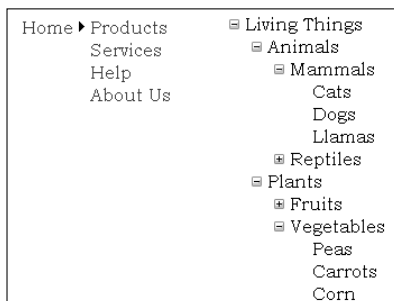 Home Products
Services
Help
About Us
Living Things
Animals
Mammals
Cats
Dogs
Llamas
Reptiles
Plants
Fruits
Vegetables
Peas
Carrots
Corn